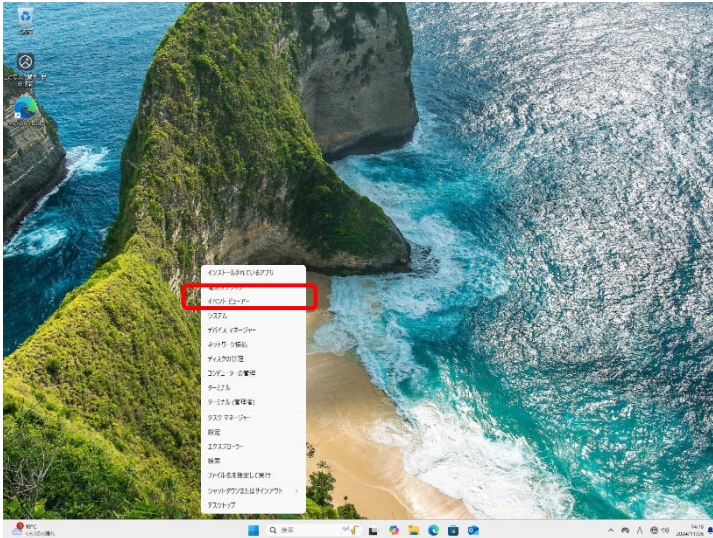 インストールされているアプリ
イベント ビューアー
システム
デバイス マネージャー
ネットワーク接続
ディスクの管理
コンピューターの管理
ターミナル
ターミナル (管理者)
タスク マネージャー
設定
エクスプローラー
検索
ファイル名を指定して実行
シャットダウンまたはサインアウト
デスクトップ
検索
14:16
2024/11/06